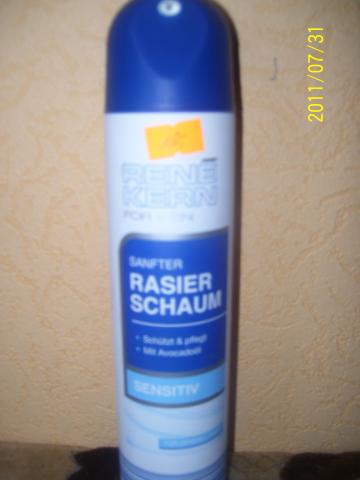 2011/07/31
RENÉ
KERN
FOR MEN
SANFTER
RASIER
SCHAUM
• Schützt & pflegt
• Mit Avocadoöl
SENSITIV